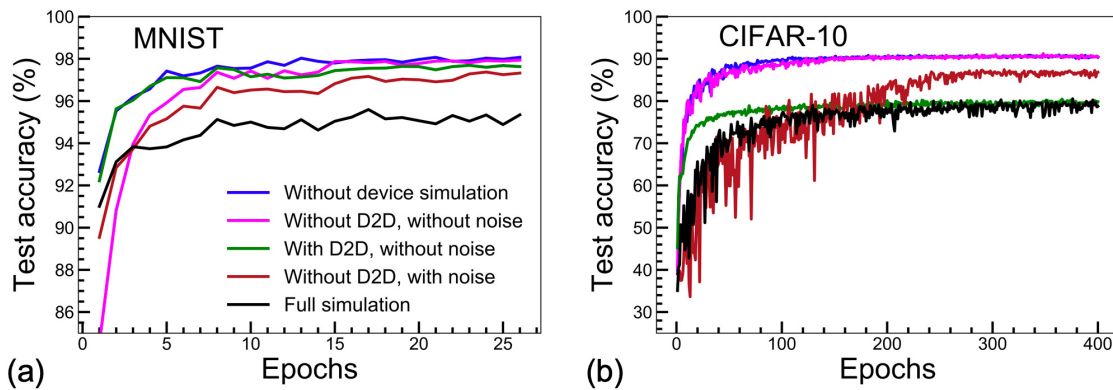 MNIST
Test accuracy (%)
100
98
96
94
92
90
88
86
0
5
10
15
20
25
Epochs
Without device simulation
Without D2D, without noise
With D2D, without noise
Without D2D, with noise
Full simulation
(a)
CIFAR-10
Test accuracy (%)
100
90
80
70
60
50
40
30
0
100
200
300
400
Epochs
(b)